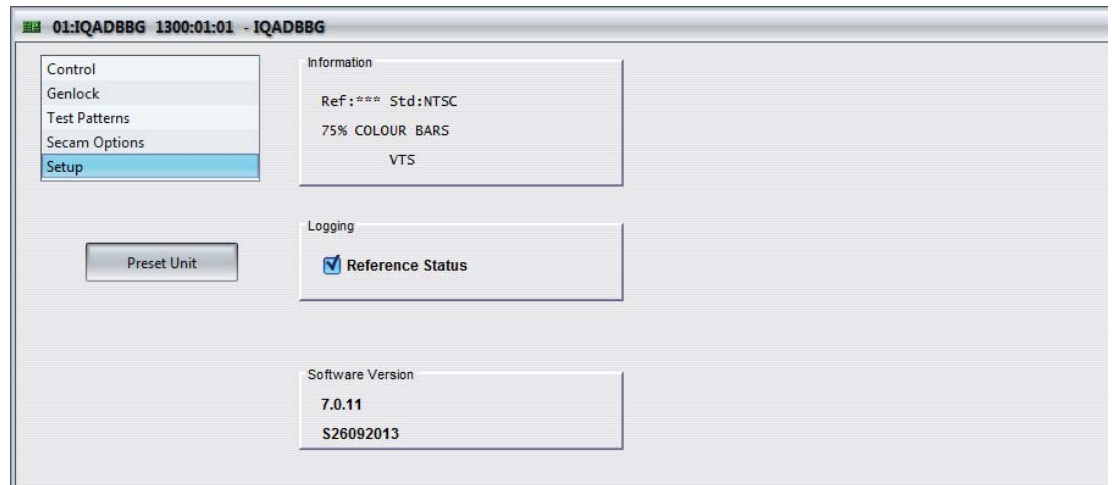 01:IQADBBG 1300:01:01 - IQADBBG
Control
Genlock
Test Patterns
Secam Options
Setup
Preset Unit
Information
Ref:*** Std:NTSC
75% COLOUR BARS
VTS
Logging
Reference Status
Software Version
7.0.11
S26092013